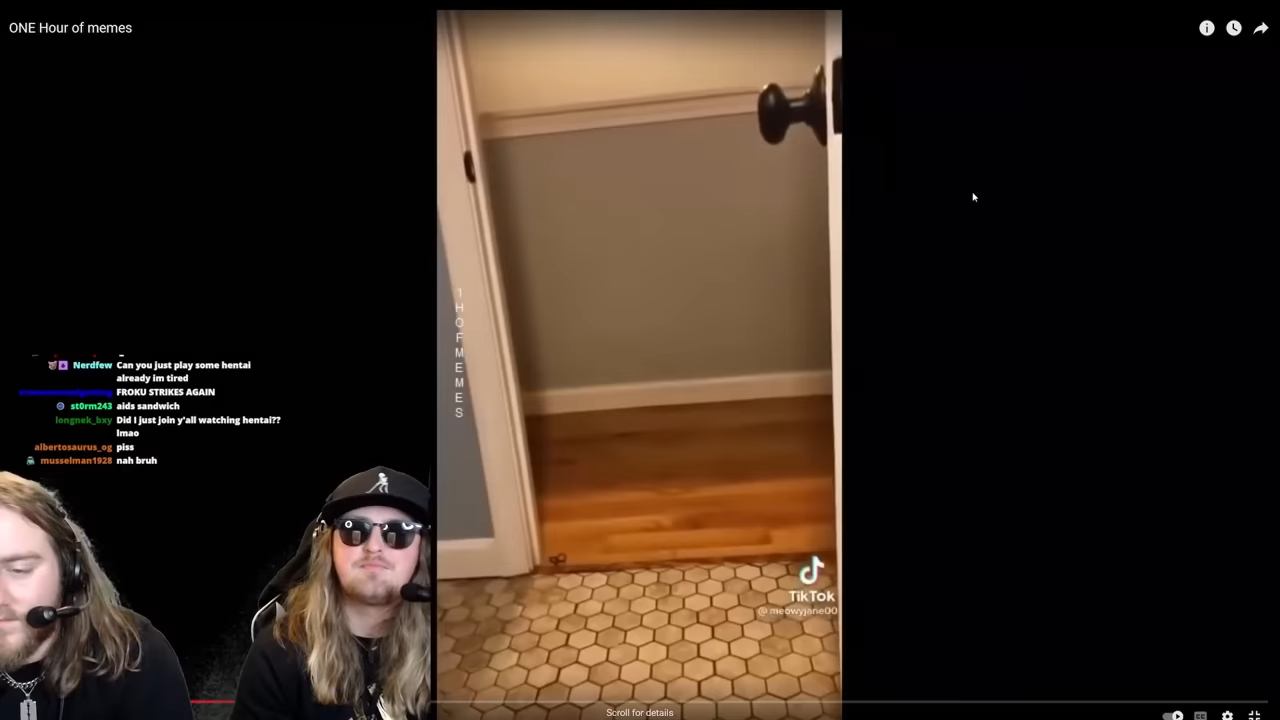 ONE Hour of memes
1HOFMEMES
Nerdfew Can you just play some hentai
already im tired
FROKU STRIKES AGAIN
st0rm243 aids sandwich
longnek_bxy Did I just join y'all watching hentai??
lmao
albertosaurus_og piss
musselman1928 nah bruh
TikTok
@meowyjane00
Scroll for details